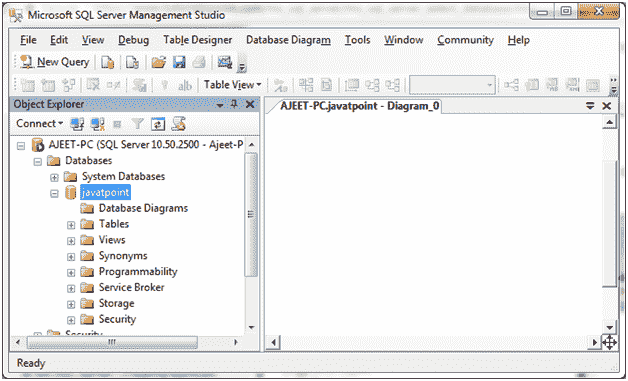 Microsoft SQL Server Management Studio
File Edit View Debug Table Designer Database Diagram Tools Window Community Help
New Query
Table View
Object Explorer
AJEET-PC.javatpoint - Diagram_0
Connect
AJEET-PC (SQL Server 10.50.2500 - Ajeet-P
Databases
System Databases
javatpoint
Database Diagrams
Tables
Views
Synonyms
Programmability
Service Broker
Storage
Security
Security
Ready